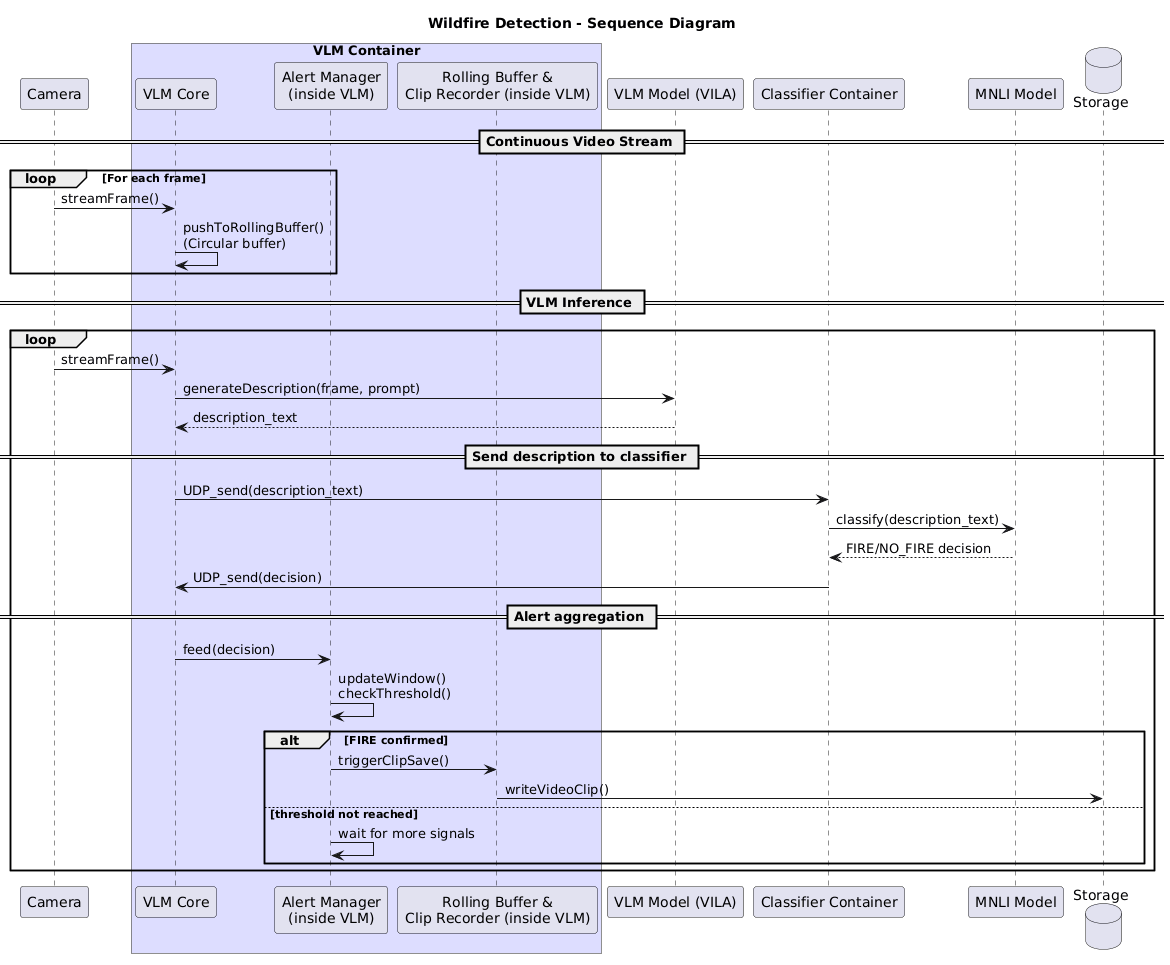 Wildfire Detection - Sequence Diagram
VLM Container
Camera
VLM Core
Alert Manager
(inside VLM)
Rolling Buffer &
Clip Recorder (inside VLM)
VLM Model (VILA)
Classifier Container
MNLI Model
Storage
Continuous Video Stream
loop
[For each frame]
streamFrame()
pushToRollingBuffer()
(Circular buffer)
VLM Inference
loop
streamFrame()
generateDescription(frame, prompt)
description_text
Send description to classifier
UDP_send(description_text)
classify(description_text)
FIRE/NO_FIRE decision
UDP_send(decision)
Alert aggregation
feed(decision)
updateWindow()
checkThreshold()
alt
[FIRE confirmed]
triggerClipSave()
writeVideoClip()
[threshold not reached]
wait for more signals
Camera
VLM Core
Alert Manager
(inside VLM)
Rolling Buffer &
Clip Recorder (inside VLM)
VLM Model (VILA)
Classifier Container
MNLI Model
Storage